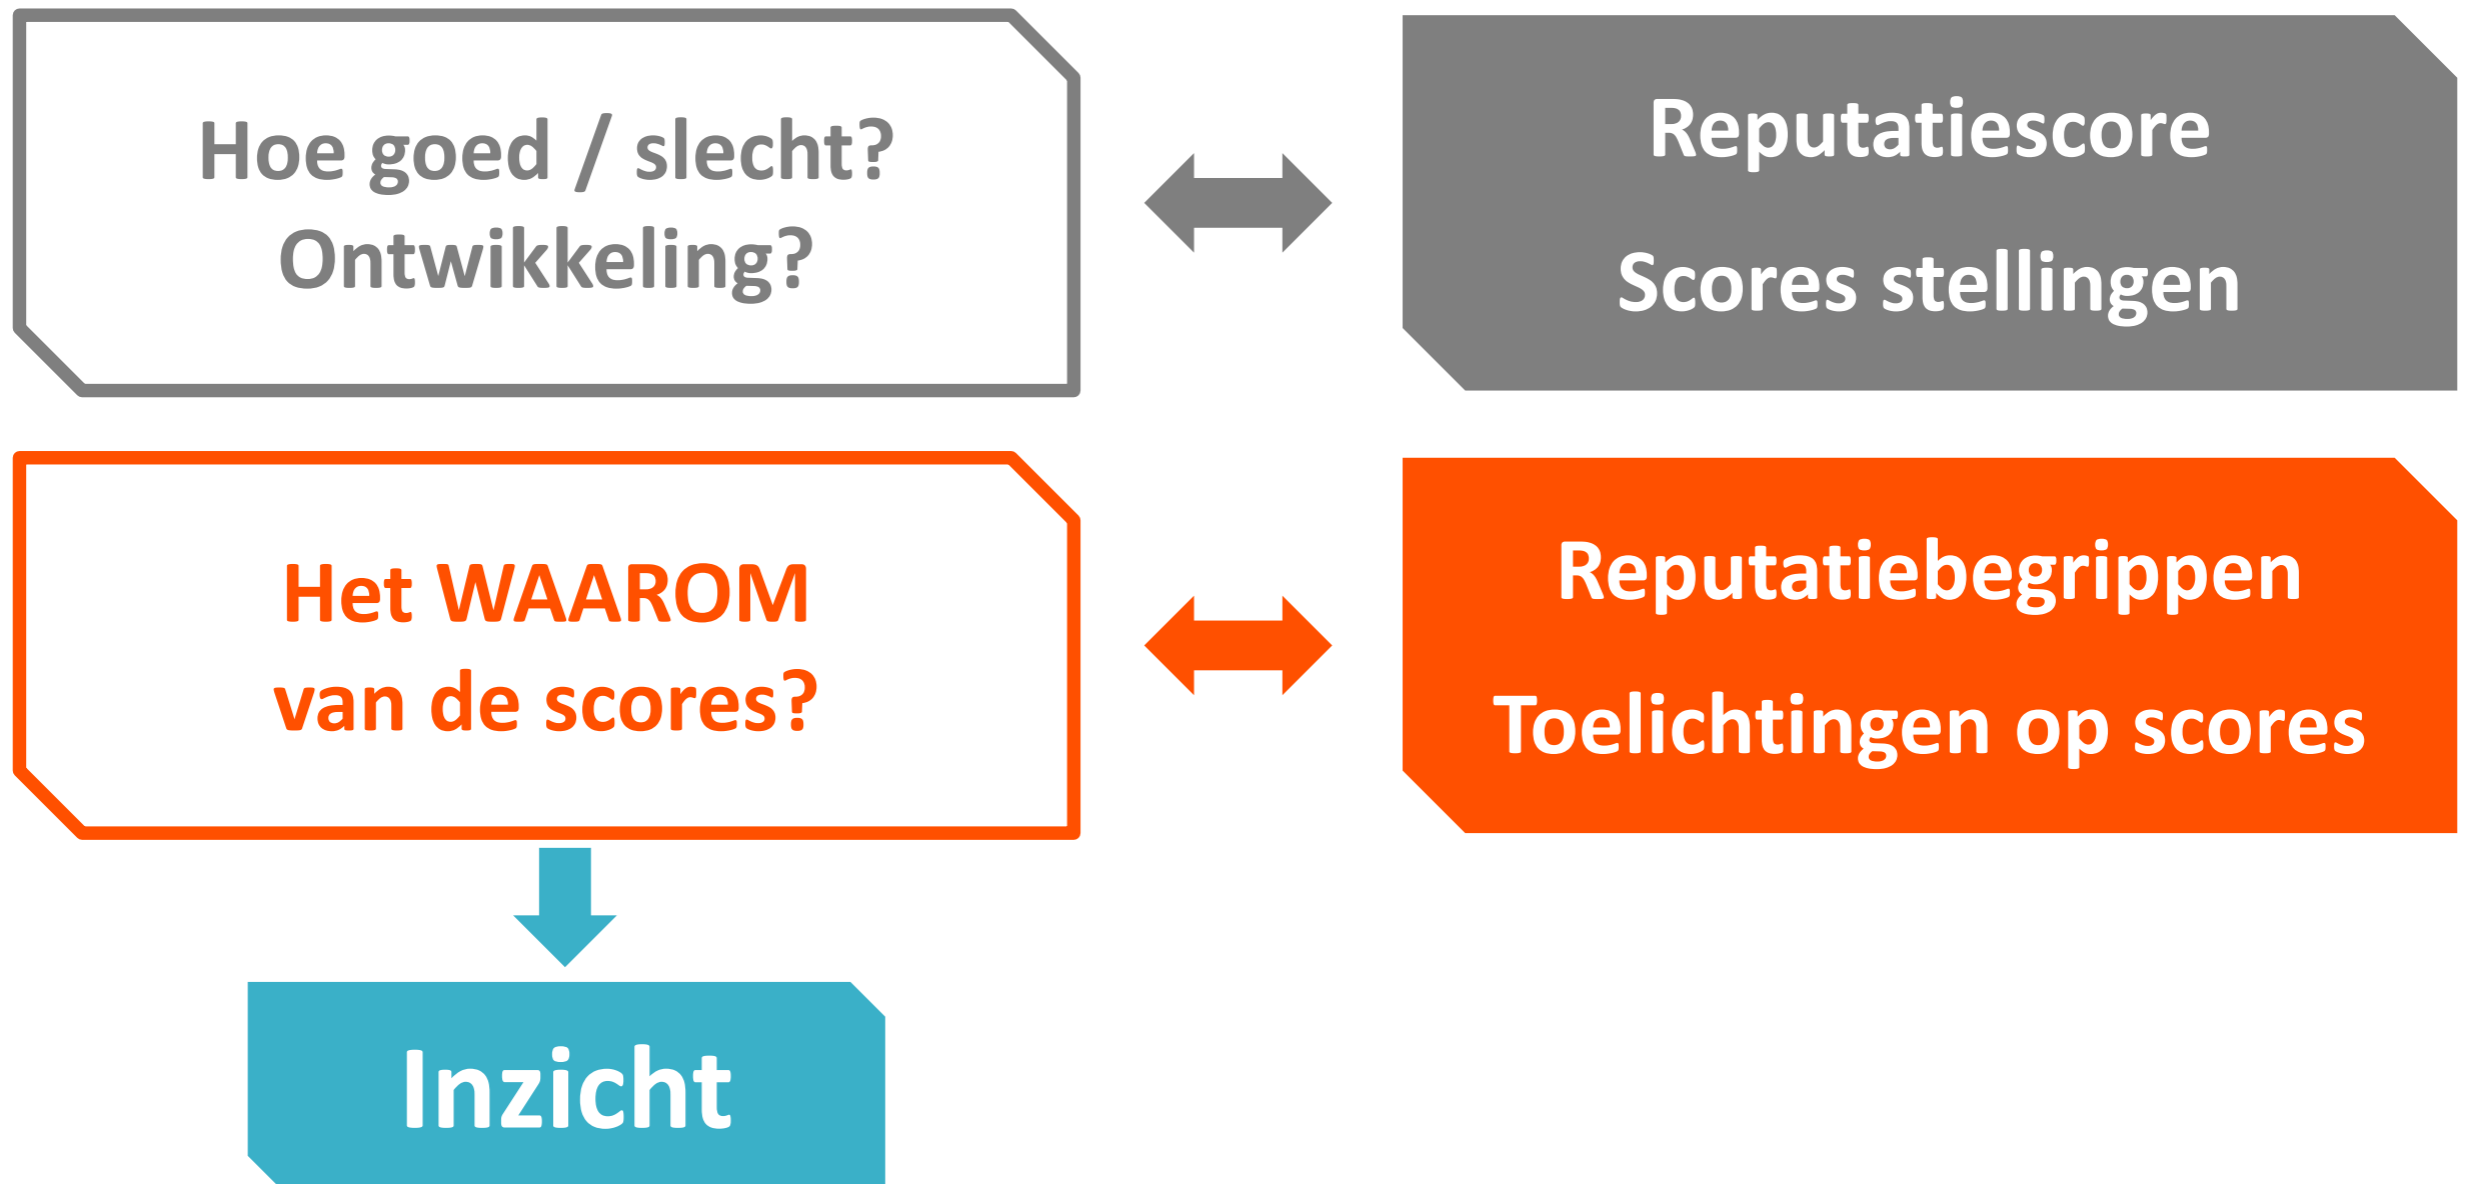 Hoe goed / slecht?
Ontwikkeling?
Reputatiescore
Scores stellingen
Het WAAROM
van de scores?
Reputatiebegrippen
Toelichtingen op scores
Inzicht